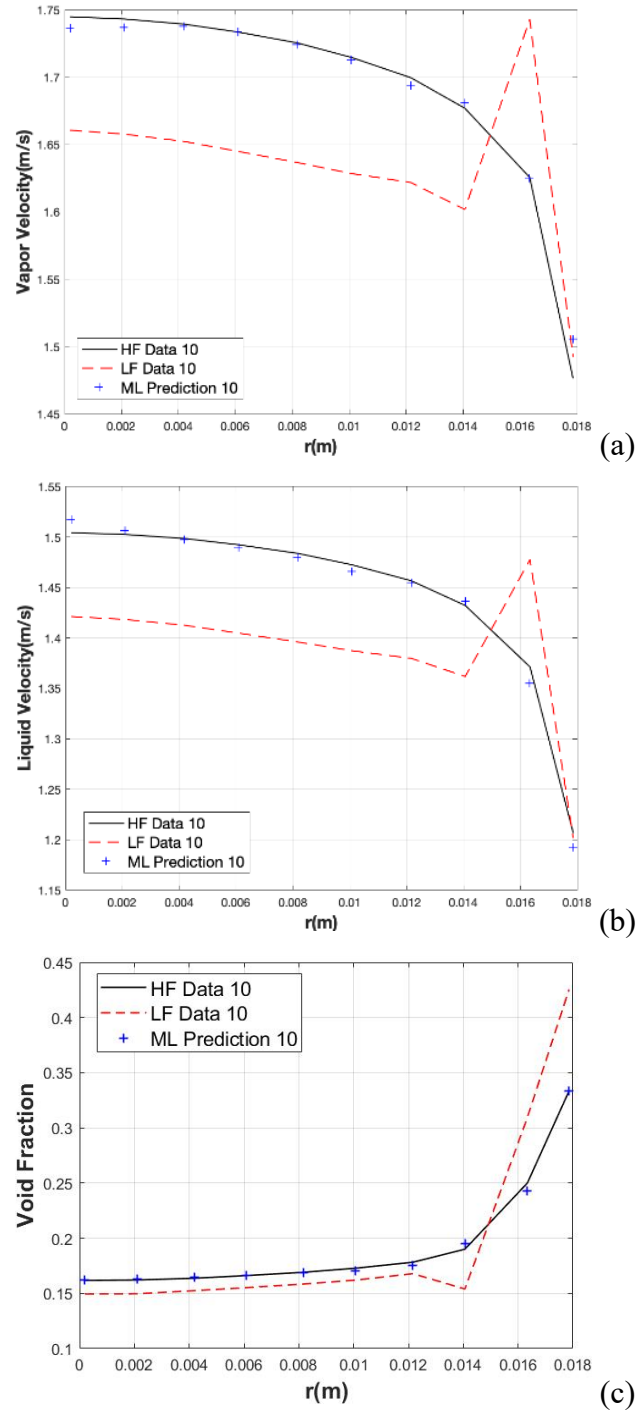 1.75
1.7
1.65
1.6
1.55
1.5
1.45
Vapor Velocity(m/s)
HF Data 10
LF Data 10
ML Prediction 10
0 0.002 0.004 0.006 0.008 0.01 0.012 0.014 0.016 0.018
r(m)
(a)
1.55
1.5
1.45
1.4
1.35
1.3
1.25
1.2
1.15
Liquid Velocity(m/s)
HF Data 10
LF Data 10
ML Prediction 10
0 0.002 0.004 0.006 0.008 0.01 0.012 0.014 0.016 0.018
r(m)
(b)
0.45
0.4
0.35
0.3
0.25
0.2
0.15
0.1
Void Fraction
HF Data 10
LF Data 10
ML Prediction 10
0 0.002 0.004 0.006 0.008 0.01 0.012 0.014 0.016 0.018
r(m)
(c)